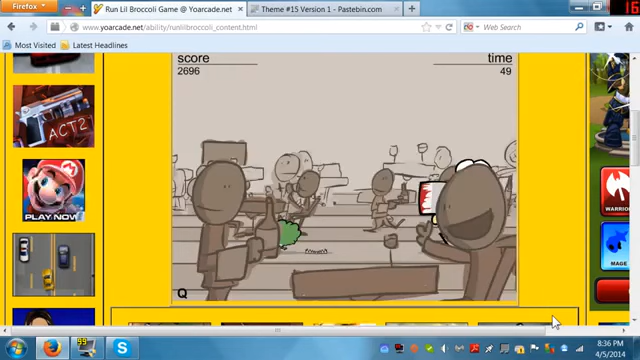 Firefox
Run Lil Broccoli Game @ Yoarcade.net
Theme #15 Version 1 - Pastebin.com
16
www.yoarcade.net/ability/runlilbroccoli_content.html
Web Search
Most Visited
Latest Headlines
score
time
2696
49
ACT2
PLAY NOW
WARRIOR
MAGE
Q
99
8:36 PM
4/5/2014